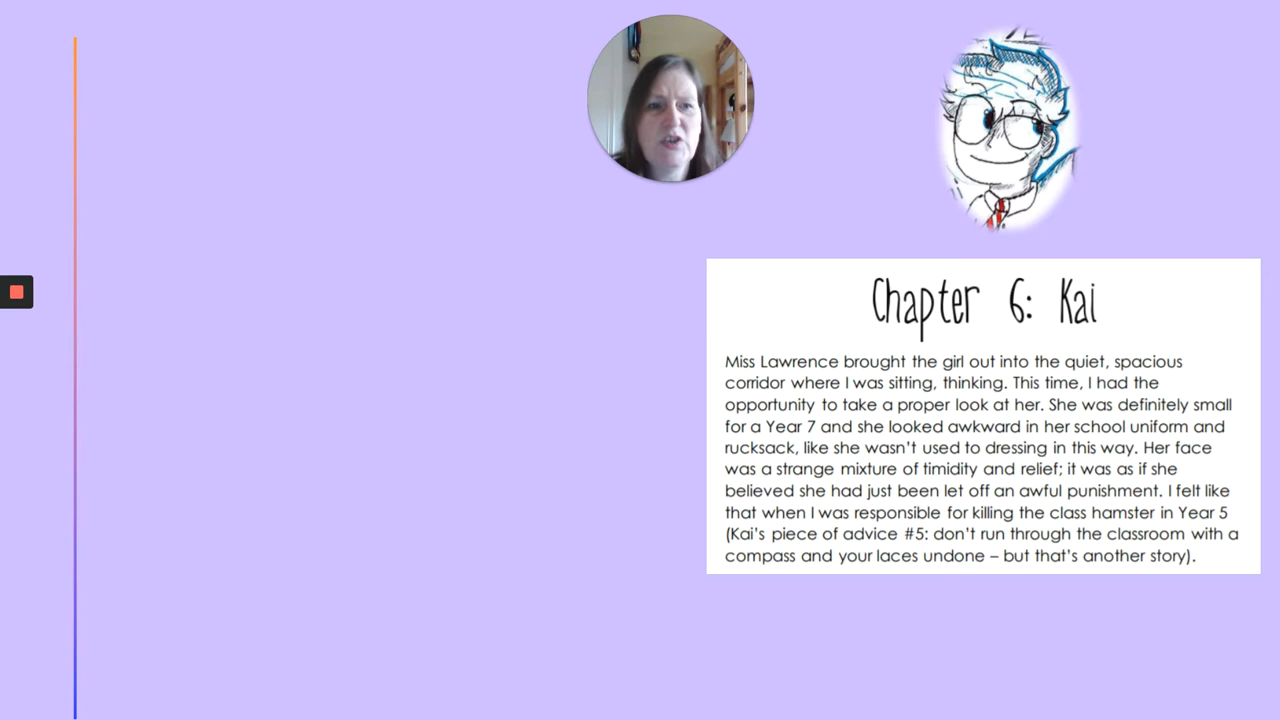 Chapter 6: Kai
Miss Lawrence brought the girl out into the quiet, spacious
corridor where I was sitting, thinking. This time, I had the
opportunity to take a proper look at her. She was definitely small
for a Year 7 and she looked awkward in her school uniform and
rucksack, like she wasn't used to dressing in this way. Her face
was a strange mixture of timidity and relief; it was as if she
believed she had just been let off an awful punishment. I felt like
that when I was responsible for killing the class hamster in Year 5
(Kai's piece of advice #5: don't run through the classroom with a
compass and your laces undone – but that's another story).